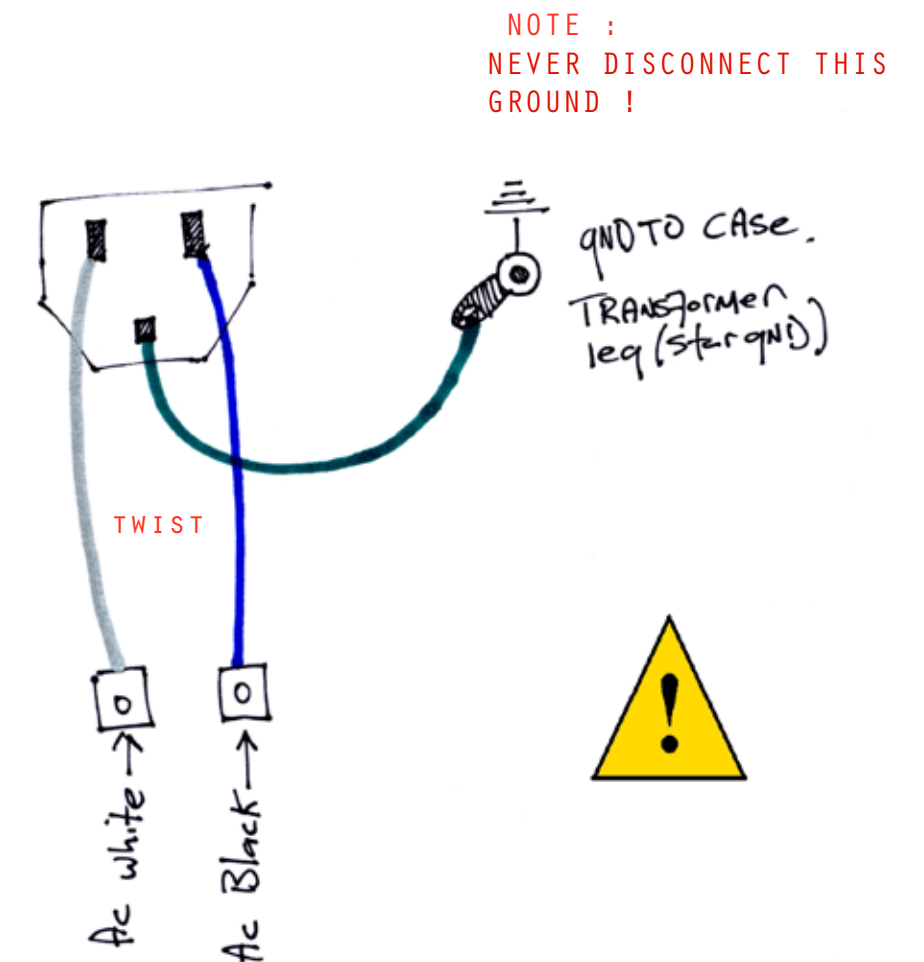 NOTE :
NEVER DISCONNECT THIS
GROUND !
GND TO CASE.
TRANSformer
leg (Star GND)
TWIST
Ac white →
Ac Black →
!